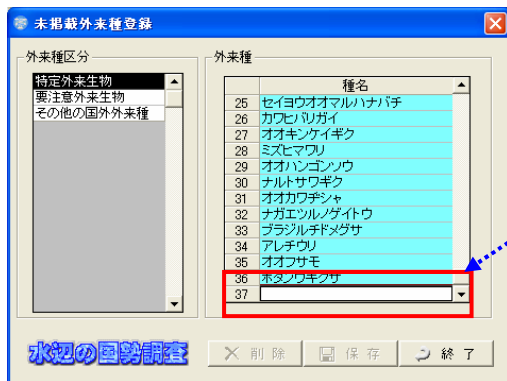 未掲載外来種登録
外来種区分
特定外来生物
要注意外来生物
その他の国外外来種
外来種
種名
25 セイヨウオオマルハナバチ
26 カワヒバリガイ
27 オオキンケイギク
28 ミズヒマワリ
29 オオハンゴンソウ
30 ナルトサワギク
31 オオカワヂシャ
32 ナガエツルノゲイトウ
33 ブラジルチドメグサ
34 アレチウリ
35 オオフサモ
36 ボタンウキクサ
37
水辺の国勢調査
削除
保存
終了